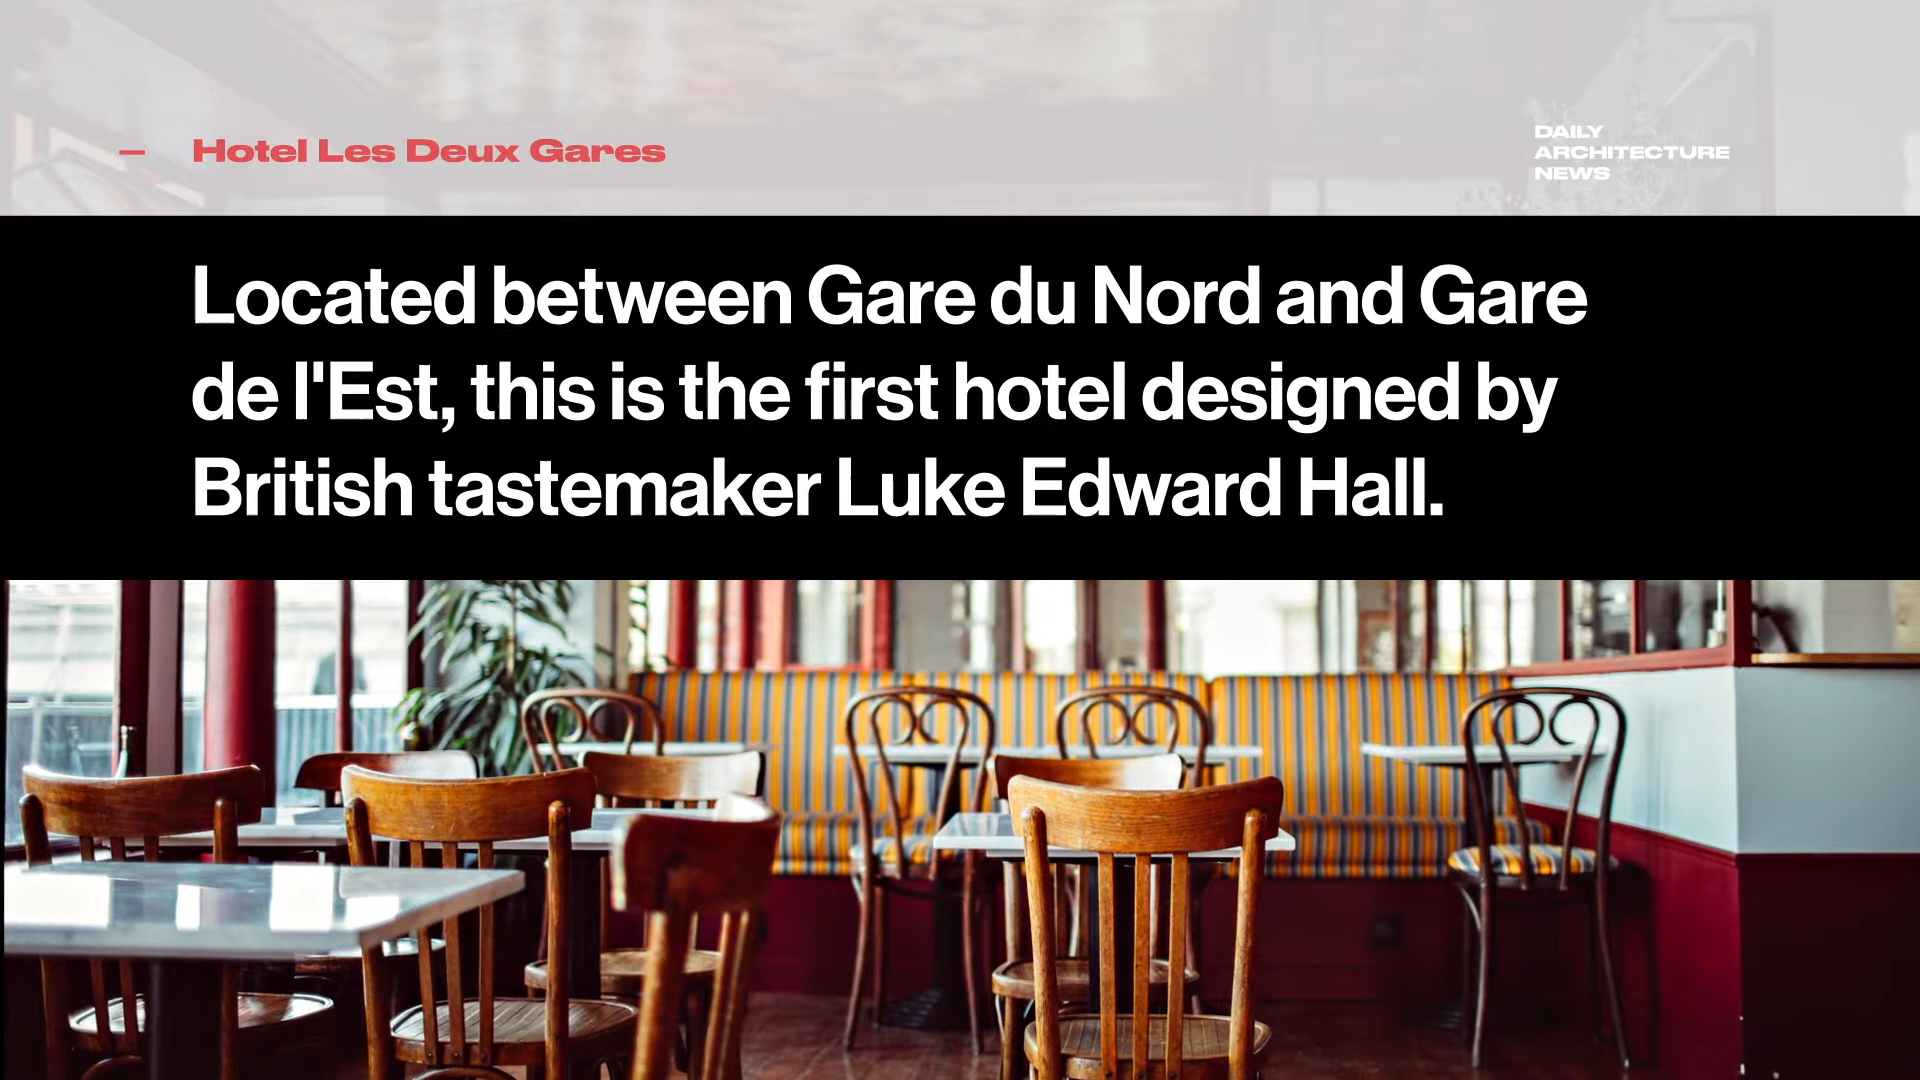 — Hotel Les Deux Gares
DAILY
ARCHITECTURE
NEWS
Located between Gare du Nord and Gare
de l'Est, this is the first hotel designed by
British tastemaker Luke Edward Hall.